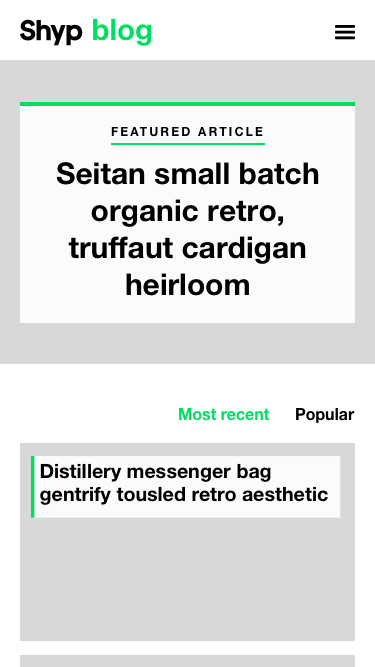 Shyp blog
FEATURED ARTICLE
Seitan small batch
organic retro,
truffaut cardigan
heirloom
Most recent Popular
Distillery messenger bag
gentrify tousled retro aesthetic